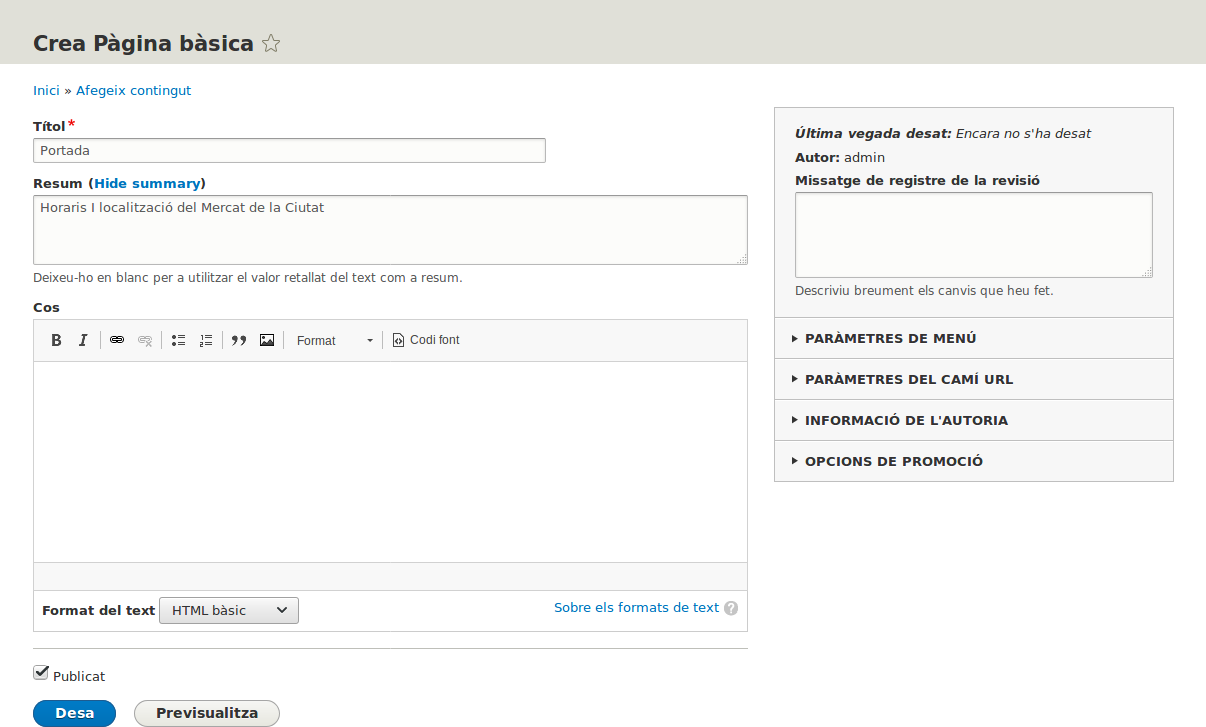 Crea Pàgina bàsica
Inici » Afegeix contingut
Títol*
Portada
Resum (Hide summary)
Horaris I localització del Mercat de la Ciutat
Deixeu-ho en blanc per a utilitzar el valor retallat del text com a resum.
Cos
B I Format Codi font
Format del text HTML bàsic
Sobre els formats de text ?
Publicat
Desa Previsualitza
Última vegada desat: Encara no s'ha desat
Autor: admin
Missatge de registre de la revisió
Descriviu breument els canvis que heu fet.
PARÀMETRES DE MENÚ
PARÀMETRES DEL CAMÍ URL
INFORMACIÓ DE L'AUTORIA
OPCIONS DE PROMOCIÓ